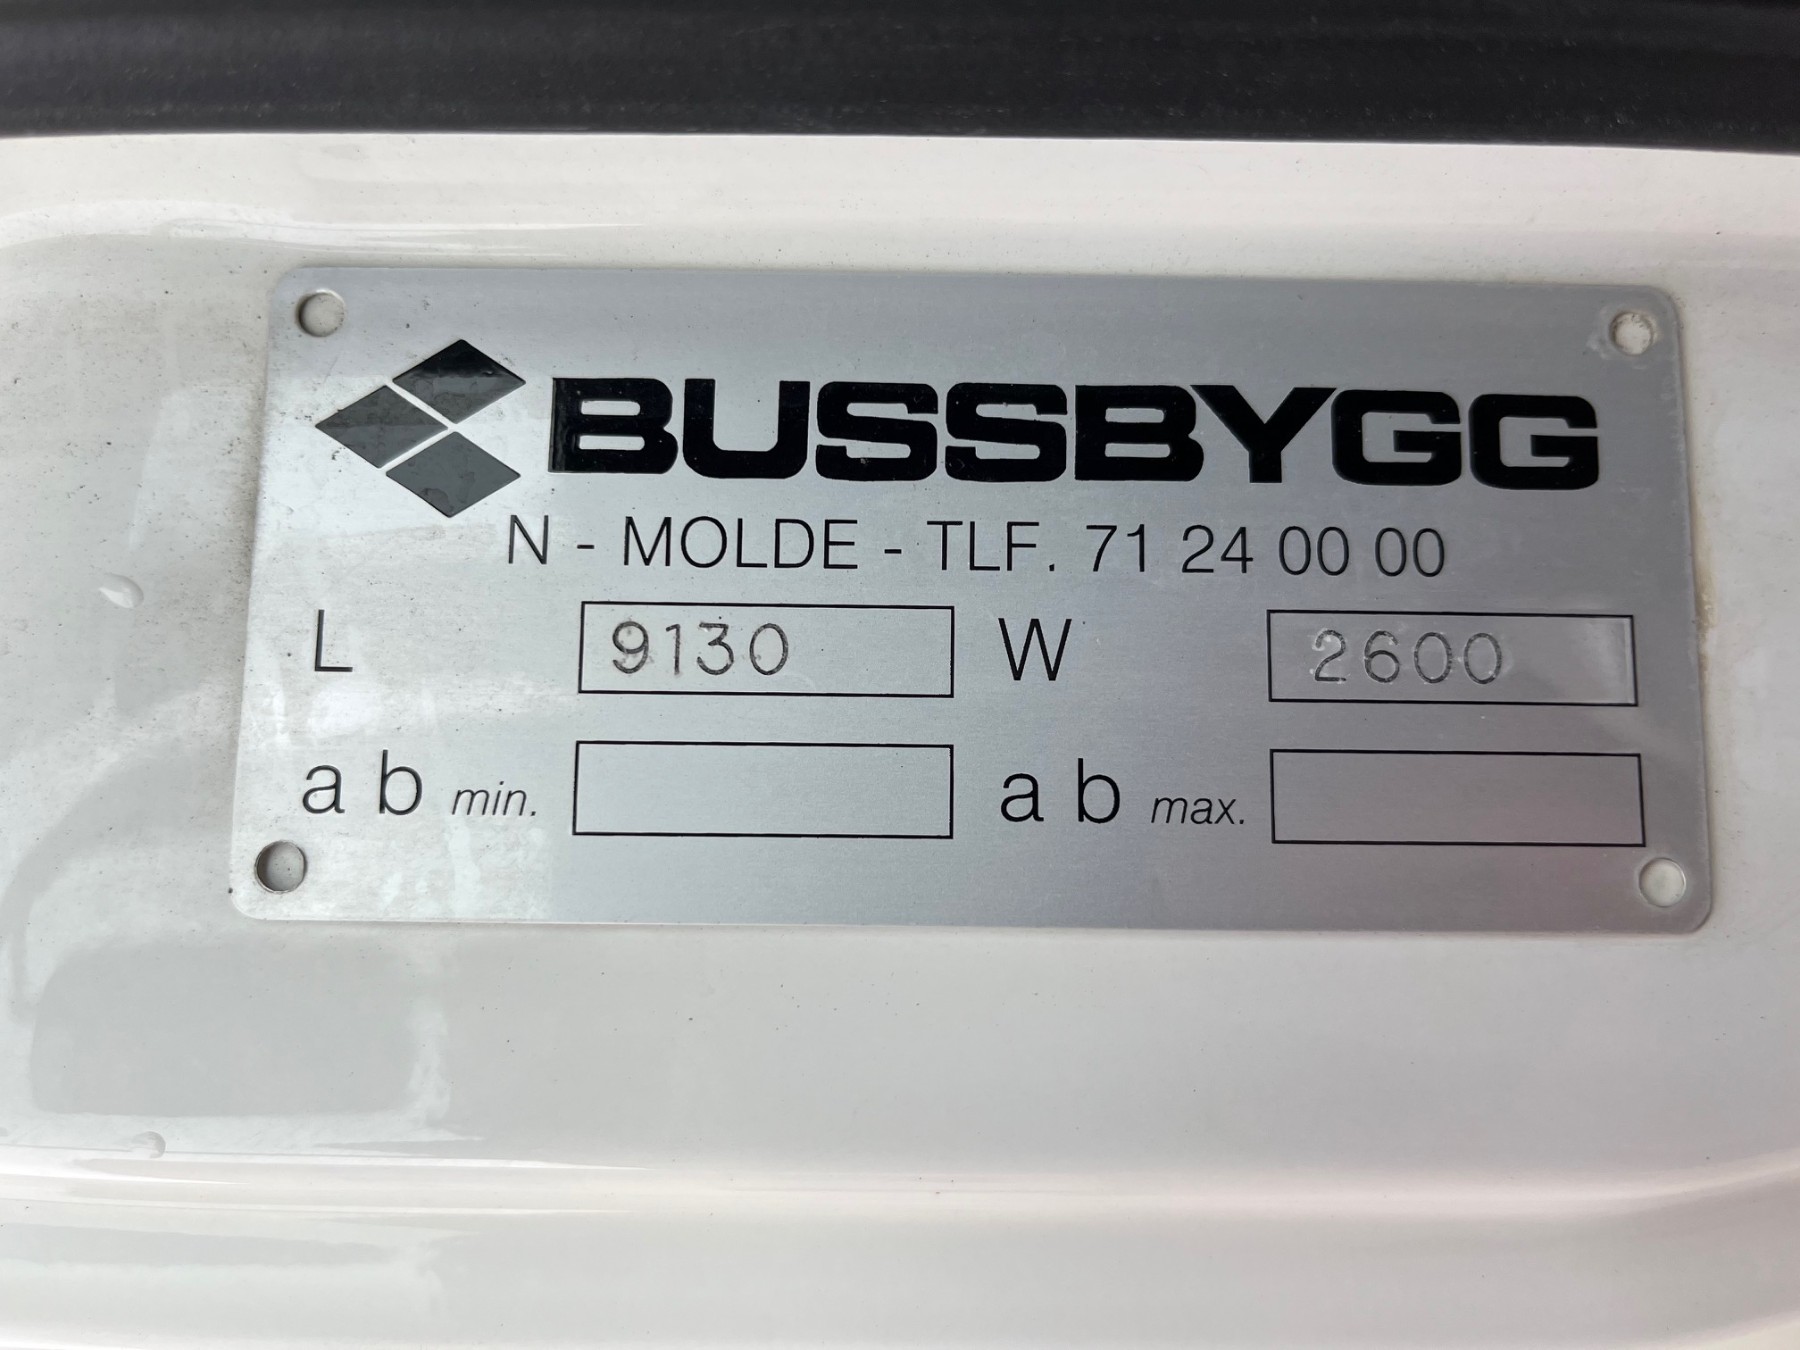 BUSSBYGG
N - MOLDE - TLF. 71 24 00 00
L 9130 W 2600
a b min. a b max.